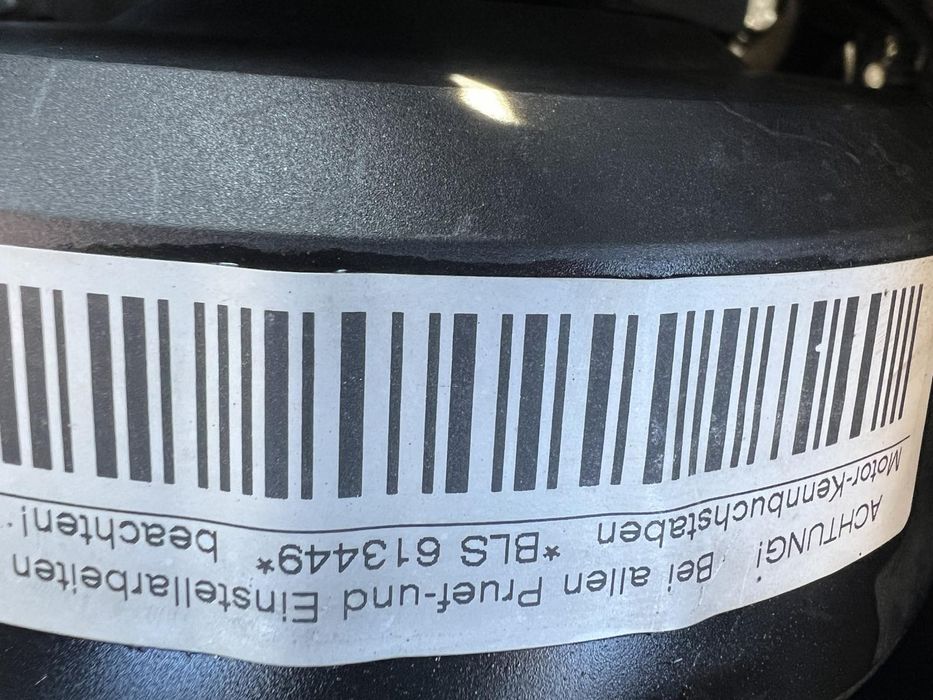 ACHTUNG! Bei allen Pruef-und Einstellarbeiten
Motor-Kennbuchstaben *BLS 613449* beachten!